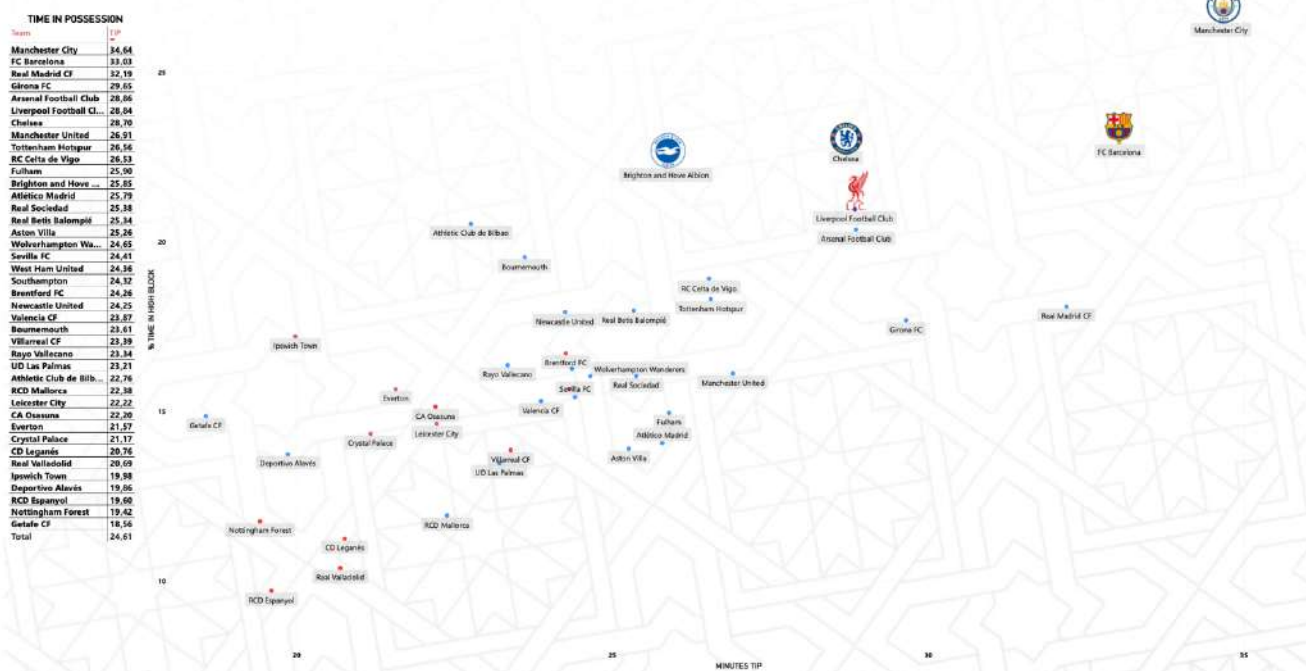 TIME IN POSSESSION
Team TIP
Manchester City 34,64
FC Barcelona 33,03
Real Madrid CF 32,19
Girona FC 29,65
Arsenal Football Club 28,86
Liverpool Football Cl... 28,84
Chelsea 28,70
Manchester United 26,91
Tottenham Hotspur 26,56
RC Celta de Vigo 26,53
Fulham 25,90
Brighton and Hove ... 25,85
Atlético Madrid 25,79
Real Sociedad 25,38
Real Betis Balompié 25,34
Aston Villa 25,26
Wolverhampton Wa... 24,65
Sevilla FC 24,41
West Ham United 24,36
Southampton 24,32
Brentford FC 24,26
Newcastle United 24,25
Valencia CF 23,87
Bournemouth 23,61
Villarreal CF 23,39
Rayo Vallecano 23,34
UD Las Palmas 23,21
Athletic Club de Bilb... 22,76
RCD Mallorca 22,38
Leicester City 22,22
CA Osasuna 22,20
Everton 21,57
Crystal Palace 21,17
CD Leganés 20,76
Real Valladolid 20,69
Ipswich Town 19,98
Deportivo Alavés 19,86
RCD Espanyol 19,60
Nottingham Forest 19,42
Getafe CF 18,56
Total 24,61
% TIME IN HIGH BLOCK
25
20
15
10
Manchester City
FC Barcelona
Chelsea
Brighton and Hove Albion
Liverpool Football Club
Athletic Club de Bilbao
Arsenal Football Club
Bournemouth
RC Celta de Vigo
Tottenham Hotspur
Real Madrid CF
Newcastle United
Real Betis Balompié
Girona FC
Ipswich Town
Brentford FC
Wolverhampton Wanderers
Rayo Vallecano
Real Sociedad
Manchester United
Sevilla FC
Everton
Valencia CF
CA Osasuna
Fulham
Getafe CF
Leicester City
Atlético Madrid
Crystal Palace
Aston Villa
Villarreal CF
Deportivo Alavés
UD Las Palmas
RCD Mallorca
Nottingham Forest
CD Leganés
Real Valladolid
RCD Espanyol
20
25
30
35
MINUTES TIP